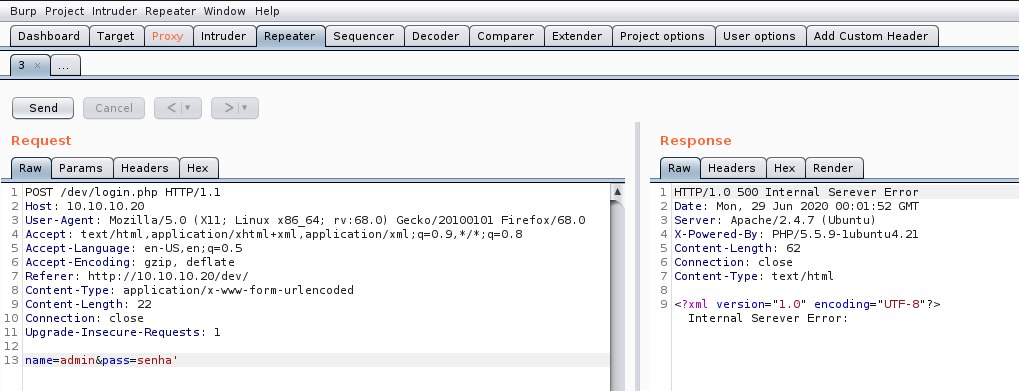 Burp Project Intruder Repeater Window Help
Dashboard Target Proxy Intruder Repeater Sequencer Decoder Comparer Extender Project options User options Add Custom Header
3 × ...
Send Cancel < ▾ > ▾
Request
Raw Params Headers Hex
1 POST /dev/login.php HTTP/1.1
2 Host: 10.10.10.20
3 User-Agent: Mozilla/5.0 (X11; Linux x86_64; rv:68.0) Gecko/20100101 Firefox/68.0
4 Accept: text/html,application/xhtml+xml,application/xml;q=0.9,*/*;q=0.8
5 Accept-Language: en-US,en;q=0.5
6 Accept-Encoding: gzip, deflate
7 Referer: http://10.10.10.20/dev/
8 Content-Type: application/x-www-form-urlencoded
9 Content-Length: 22
10 Connection: close
11 Upgrade-Insecure-Requests: 1
12
13 name=admin&pass=senha'
Response
Raw Headers Hex Render
1 HTTP/1.0 500 Internal Serever Error
2 Date: Mon, 29 Jun 2020 00:01:52 GMT
3 Server: Apache/2.4.7 (Ubuntu)
4 X-Powered-By: PHP/5.5.9-1ubuntu4.21
5 Content-Length: 62
6 Connection: close
7 Content-Type: text/html
8
9 <?xml version="1.0" encoding="UTF-8"?>
Internal Serever Error: